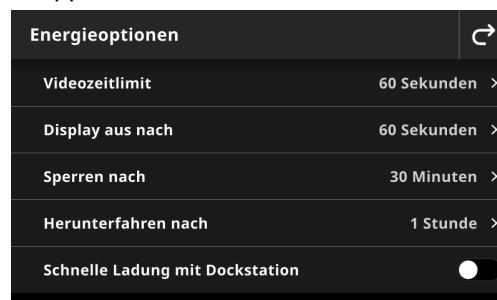 Energieoptionen
Videozeitlimit 60 Sekunden
Display aus nach 60 Sekunden
Sperren nach 30 Minuten
Herunterfahren nach 1 Stunde
Schnelle Ladung mit Dockstation